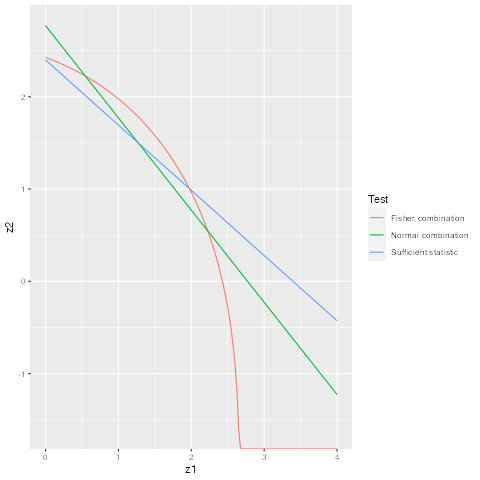 2
1
0
-1
z2
0
1
2
3
4
z1
Test
Fisher combination
Normal combination
Sufficient statistic